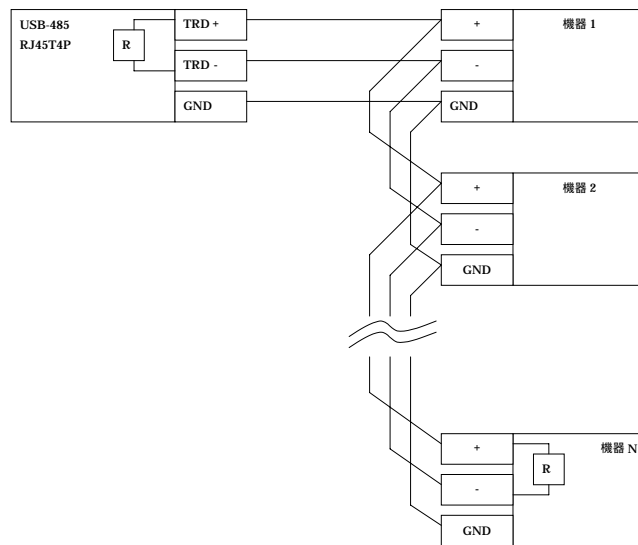 USB-485
RJ45T4P
R
TRD +
TRD -
GND
+
-
GND
機器 1
+
-
GND
機器 2
+
-
GND
R
機器 N